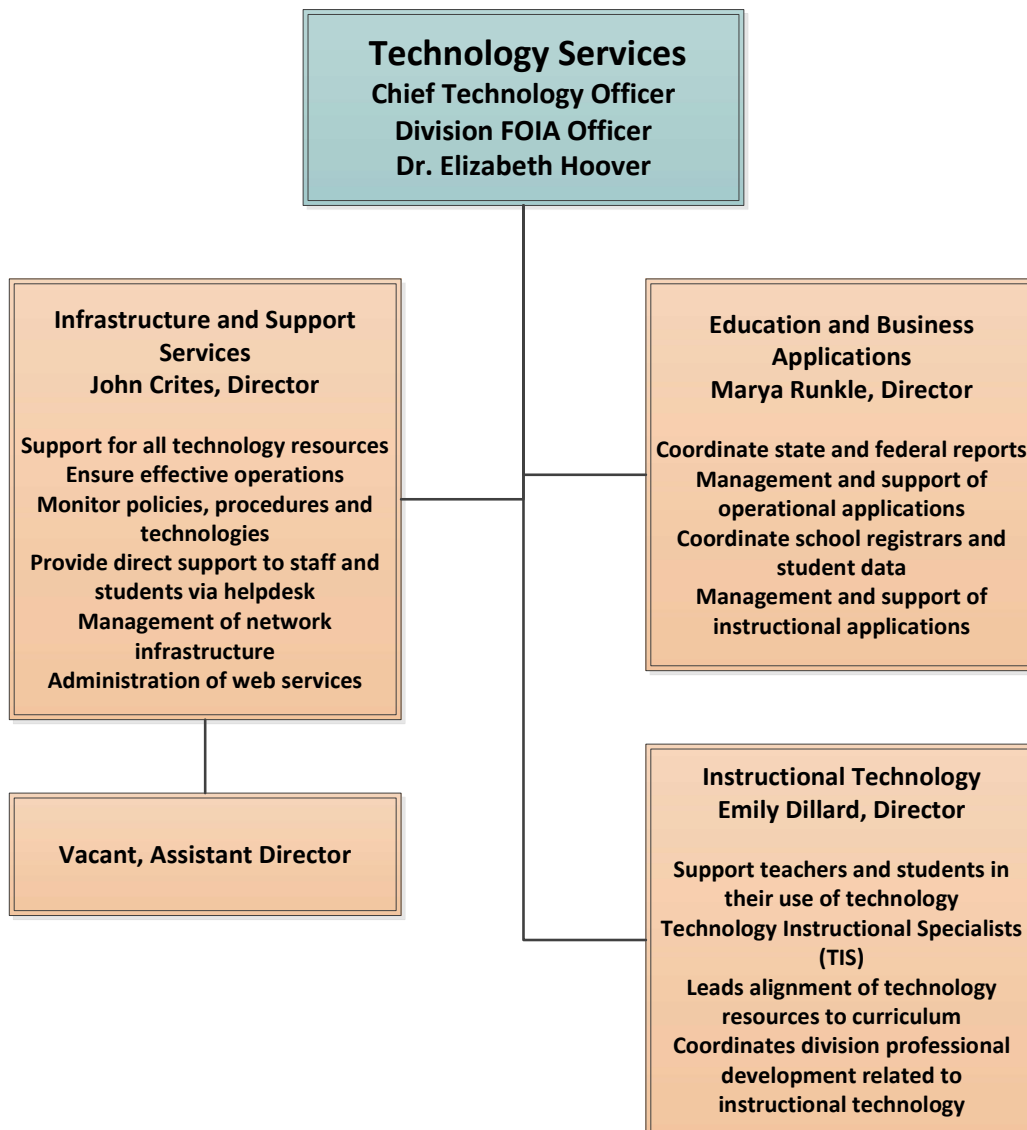 Technology Services
Chief Technology Officer
Division FOIA Officer
Dr. Elizabeth Hoover
Infrastructure and Support
Services
John Crites, Director
Support for all technology resources
Ensure effective operations
Monitor policies, procedures and
technologies
Provide direct support to staff and
students via helpdesk
Management of network
infrastructure
Administration of web services
Vacant, Assistant Director
Education and Business
Applications
Marya Runkle, Director
Coordinate state and federal reports
Management and support of
operational applications
Coordinate school registrars and
student data
Management and support of
instructional applications
Instructional Technology
Emily Dillard, Director
Support teachers and students in
their use of technology
Technology Instructional Specialists
(TIS)
Leads alignment of technology
resources to curriculum
Coordinates division professional
development related to
instructional technology